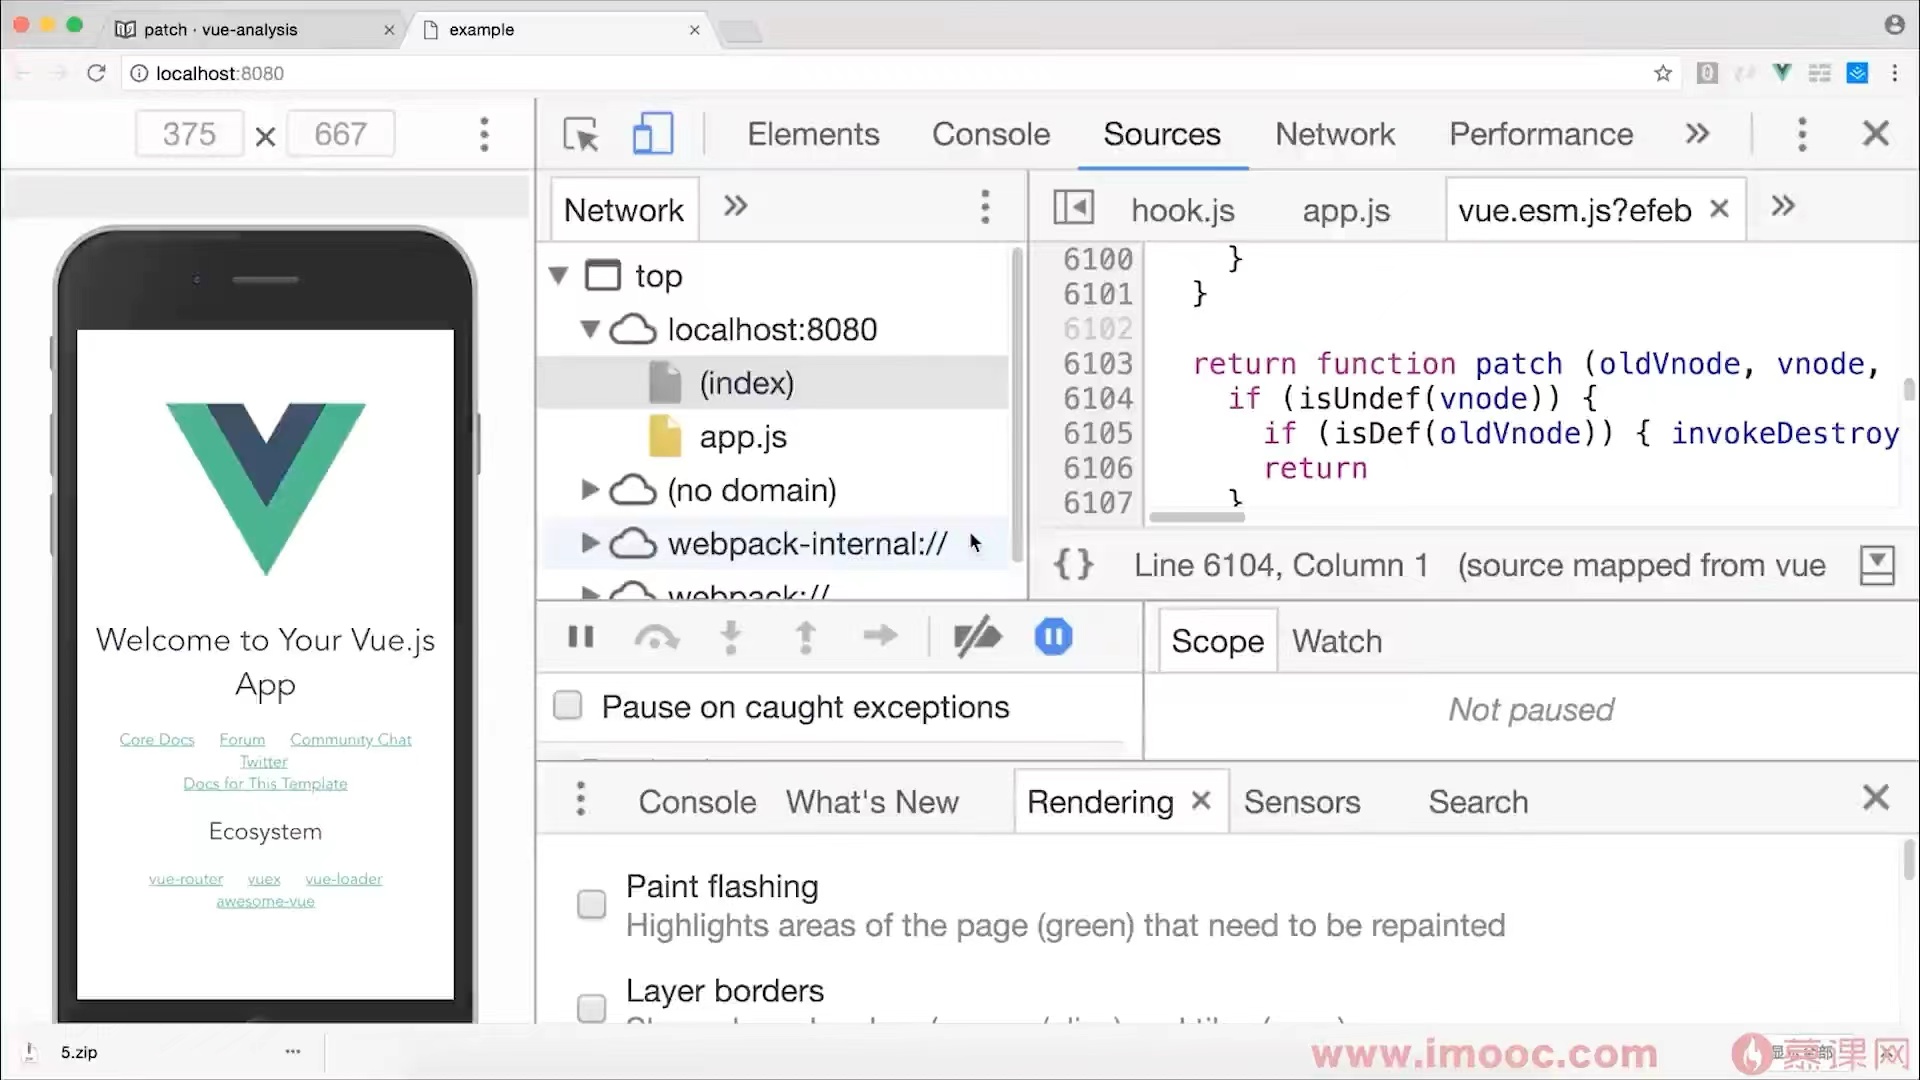 patch · vue-analysis
example
localhost:8080
375 × 667
Elements Console Sources Network Performance
Network
hook.js app.js vue.esm.js?efeb
top
localhost:8080
(index)
app.js
(no domain)
webpack-internal://
webpack://
6100 }
6101 }
6102
6103 return function patch (oldVnode, vnode,
6104 if (isUndef(vnode)) {
6105 if (isDef(oldVnode)) { invokeDestroy
6106 return
6107 }
{} Line 6104, Column 1 (source mapped from vue
Scope Watch
Pause on caught exceptions
Not paused
Console What's New Rendering Sensors Search
Paint flashing
Highlights areas of the page (green) that need to be repainted
Layer borders
Welcome to Your Vue.js
App
Core Docs Forum Community Chat
Twitter
Docs for This Template
Ecosystem
vue-router vuex vue-loader
awesome-vue
5.zip
www.imooc.com
慕课网